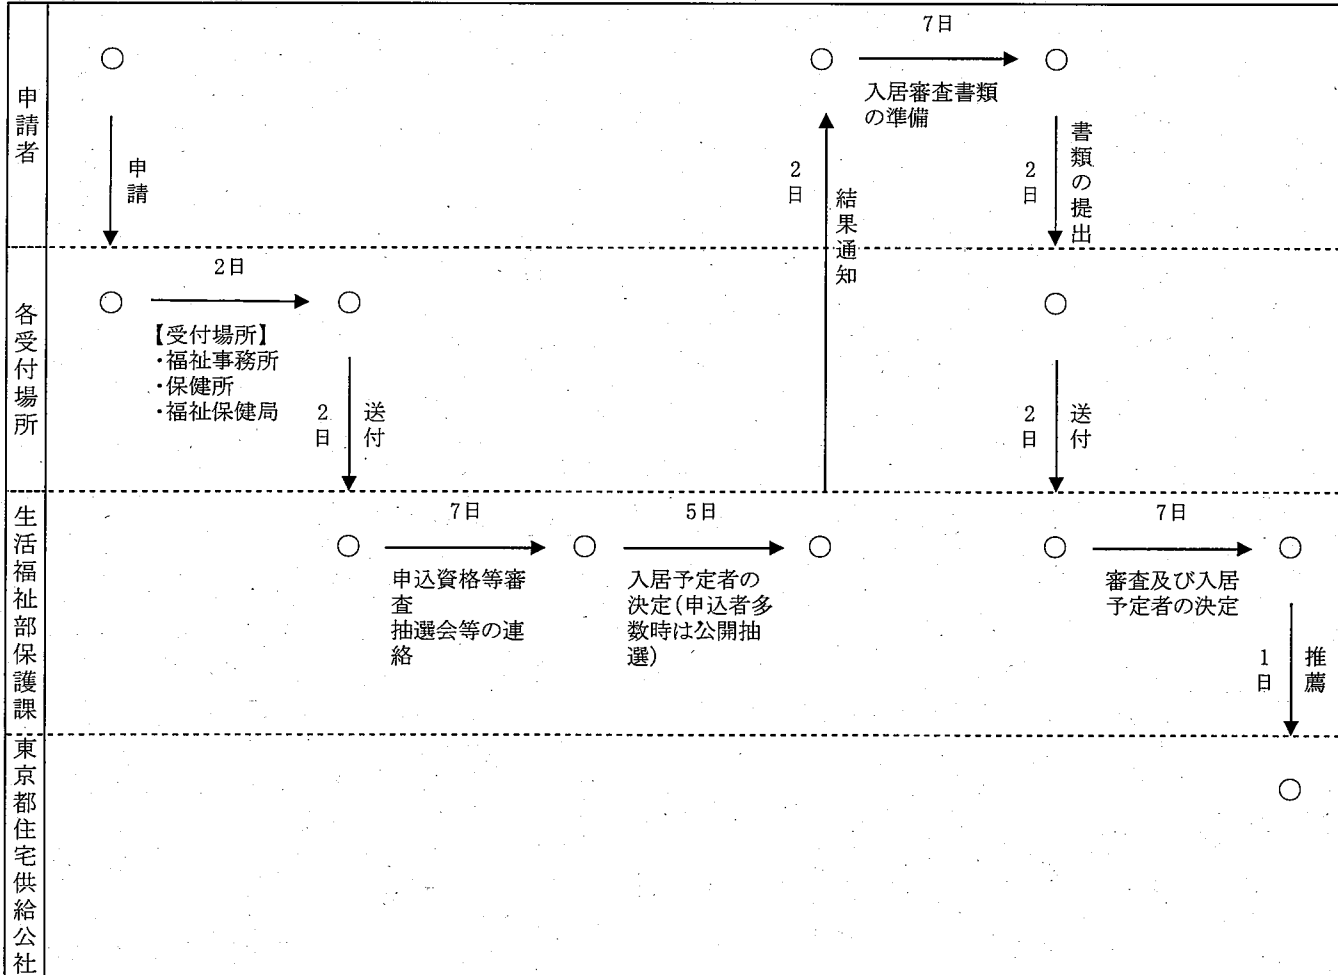 申請者
申請
7日
入居審査書類
の準備
2日
結果通知
2日
書類の提出
各受付場所
2日
【受付場所】
・福祉事務所
・保健所
・福祉保健局
2日
送付
2日
送付
生活福祉部保護課
7日
申込資格等審
査
抽選会等の連
絡
5日
入居予定者の
決定(申込者多
数時は公開抽
選)
7日
審査及び入居
予定者の決定
1日
推薦
東京都住宅供給公社